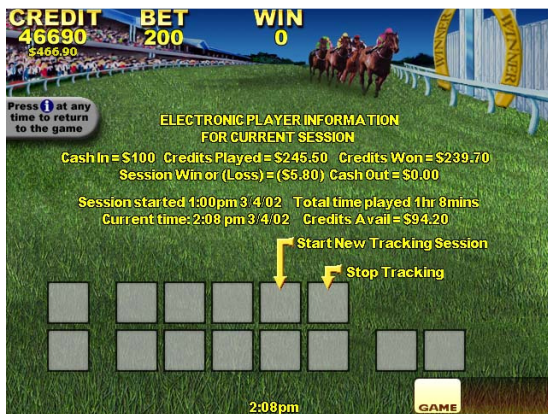 CREDIT BET WIN
46690 200 0
$466.90
WINNER WINNER
Press i at any
time to return
to the game
ELECTRONIC PLAYER INFORMATION
FOR CURRENT SESSION
Cash In = $100 Credits Played = $245.50 Credits Won = $239.70
Session Win or (Loss) = ($5.80) Cash Out = $0.00
Session started 1:00pm 3/4/02 Total time played 1hr 8mins
Current time: 2:08 pm 3/4/02 Credits Avail = $94.20
Start New Tracking Session
Stop Tracking
GAME
2:08pm